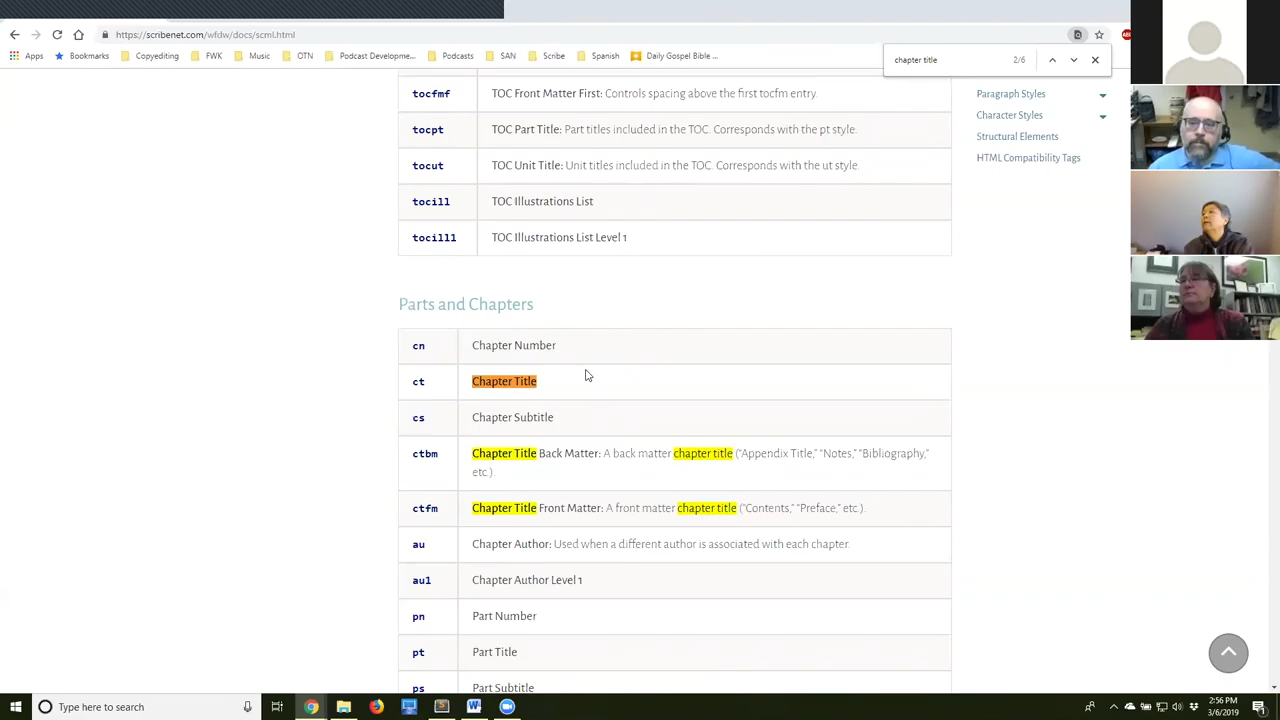 https://scribenet.com/wfdw/docs/scml.html
Apps Bookmarks Copyediting FWK Music OTN Podcast Developme... Podcasts SAN Scribe Spanish Daily Gospel Bible ...
chapter title 2/6
tocfmf TOC Front Matter First: Controls spacing above the first tocfm entry.
tocpt TOC Part Title: Part titles included in the TOC. Corresponds with the pt style.
tocut TOC Unit Title: Unit titles included in the TOC. Corresponds with the ut style.
tocill TOC Illustrations List
tocill1 TOC Illustrations List Level 1
Paragraph Styles
Character Styles
Structural Elements
HTML Compatibility Tags
Parts and Chapters
cn Chapter Number
ct Chapter Title
cs Chapter Subtitle
ctbm Chapter Title Back Matter: A back matter chapter title ("Appendix Title," "Notes," "Bibliography,"
etc.).
ctfm Chapter Title Front Matter: A front matter chapter title ("Contents," "Preface," etc.).
au Chapter Author: Used when a different author is associated with each chapter.
au1 Chapter Author Level 1
pn Part Number
pt Part Title
ps Part Subtitle
Type here to search
2:56 PM
3/6/2019